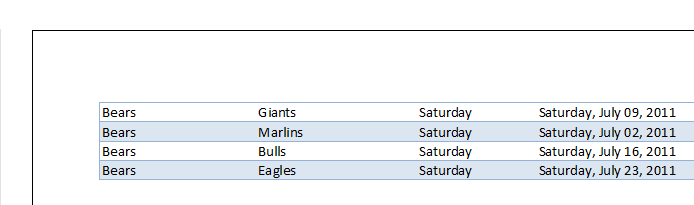 Bears Giants Saturday Saturday, July 09, 2011
Bears Marlins Saturday Saturday, July 02, 2011
Bears Bulls Saturday Saturday, July 16, 2011
Bears Eagles Saturday Saturday, July 23, 2011